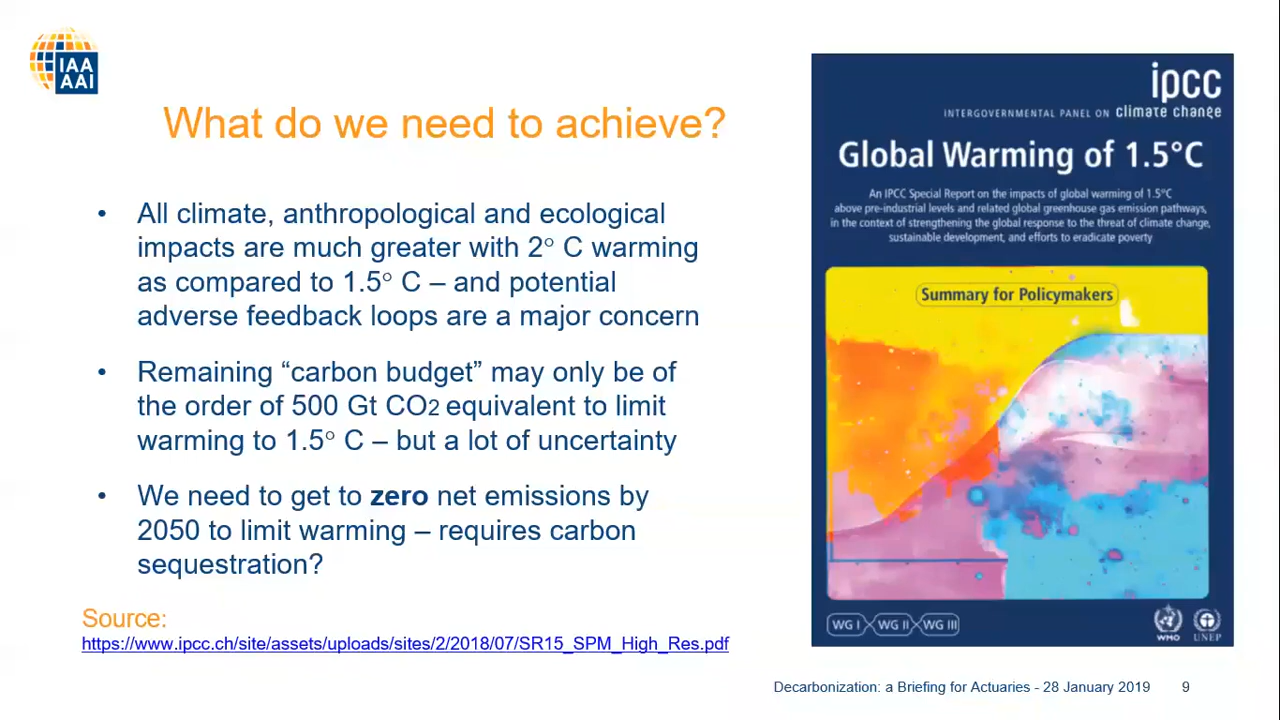 IAA
AAI
What do we need to achieve?
• All climate, anthropological and ecological
impacts are much greater with 2° C warming
as compared to 1.5° C – and potential
adverse feedback loops are a major concern
• Remaining “carbon budget” may only be of
the order of 500 Gt CO2 equivalent to limit
warming to 1.5° C – but a lot of uncertainty
• We need to get to zero net emissions by
2050 to limit warming – requires carbon
sequestration?
Source:
https://www.ipcc.ch/site/assets/uploads/sites/2/2018/07/SR15_SPM_High_Res.pdf
ipcc
INTERGOVERNMENTAL PANEL ON climate change
Global Warming of 1.5°C
An IPCC Special Report on the impacts of global warming of 1.5°C
above pre-industrial levels and related global greenhouse gas emission pathways,
in the context of strengthening the global response to the threat of climate change,
sustainable development, and efforts to eradicate poverty
Summary for Policymakers
WG I WG II WG III
WMO UNEP
Decarbonization: a Briefing for Actuaries - 28 January 2019 9